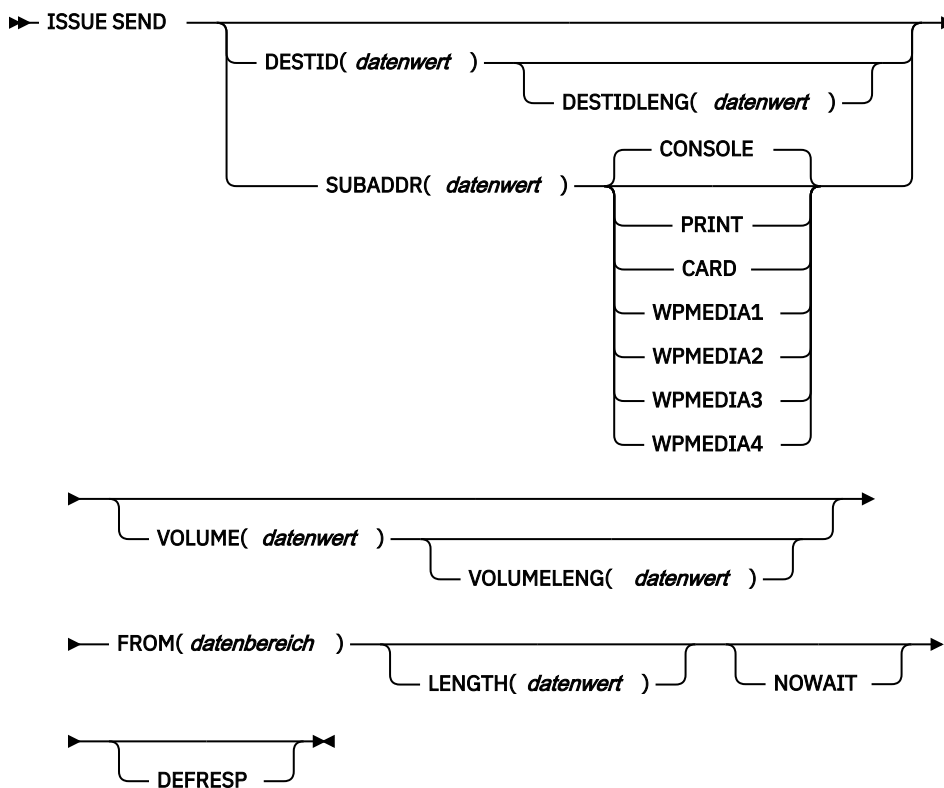 ISSUE SEND
DESTID( datenwert )
DESTIDLENG( datenwert )
CONSOLE
SUBADDR( datenwert )
PRINT
CARD
WPMEDIA1
WPMEDIA2
WPMEDIA3
WPMEDIA4
VOLUME( datenwert )
VOLUMELENG( datenwert )
FROM( datenbereich )
LENGTH( datenwert )
NOWAIT
DEFRESP